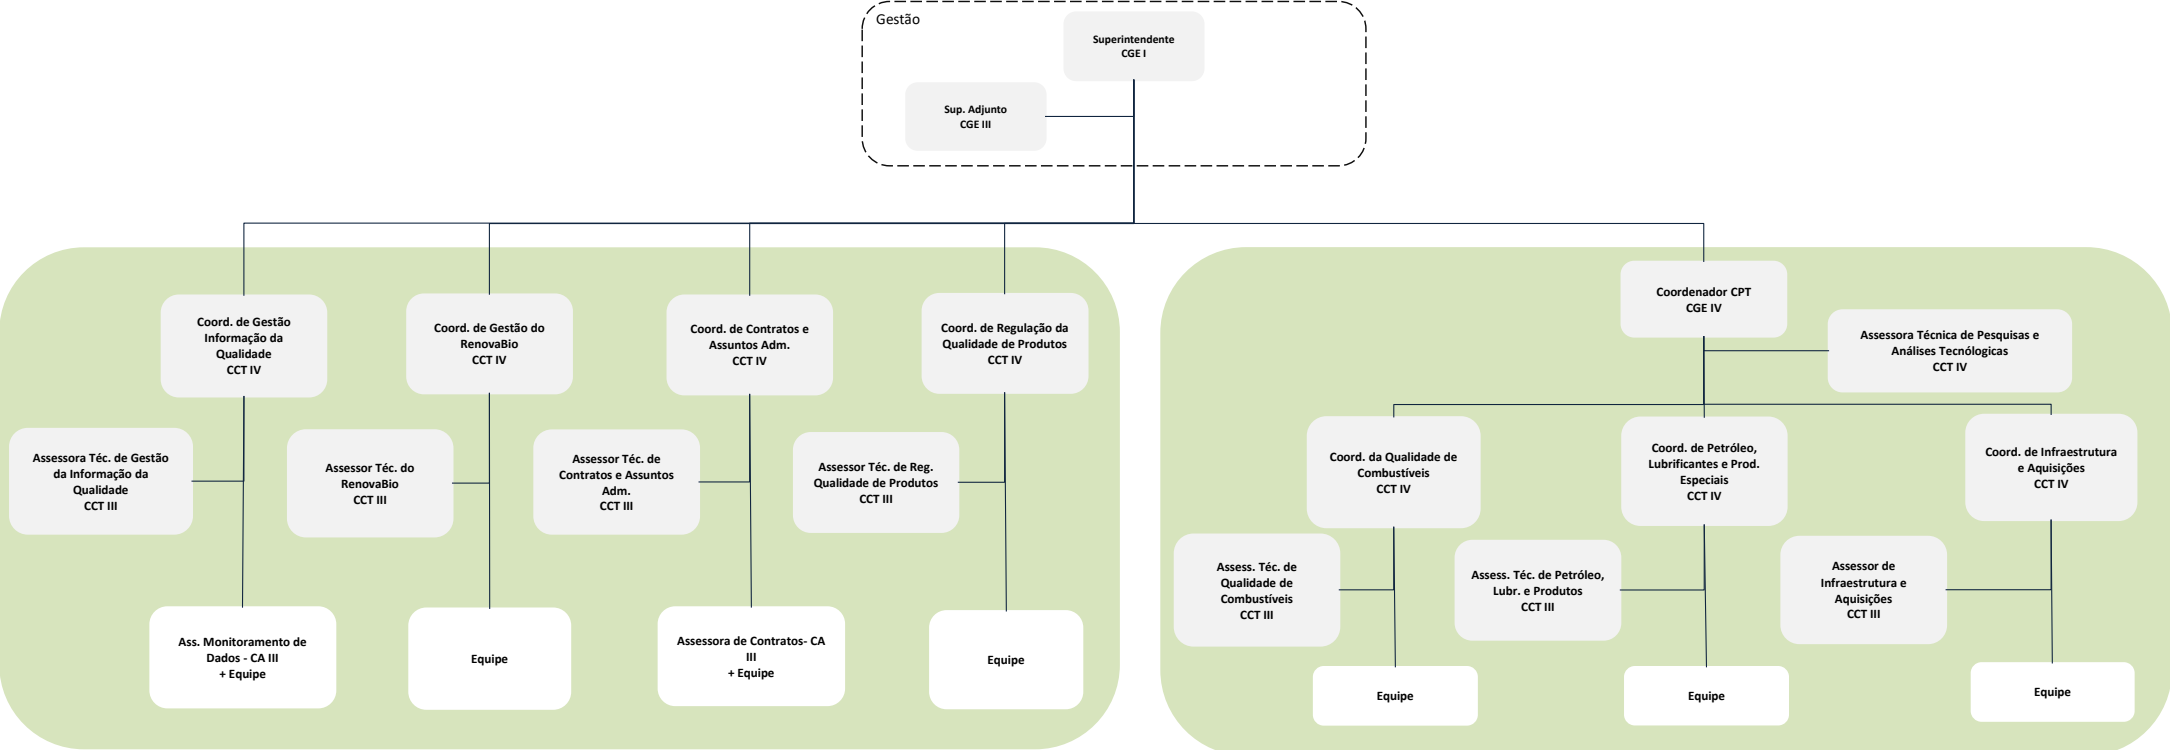 Gestão
Superintendente
CGE I
Sup. Adjunto
CGE III
Coord. de Gestão
Informação da
Qualidade
CCT IV
Coord. de Gestão do
RenovaBio
CCT IV
Coord. de Contratos e
Assuntos Adm.
CCT IV
Coord. de Regulação da
Qualidade de Produtos
CCT IV
Coordenador CPT
CGE IV
Assessora Técnica de Pesquisas e
Análises Tecnólogicas
CCT IV
Assessora Téc. de Gestão
da Informação da
Qualidade
CCT III
Assessor Téc. do
RenovaBio
CCT III
Assessor Téc. de
Contratos e Assuntos
Adm.
CCT III
Assessor Téc. de Reg.
Qualidade de Produtos
CCT III
Coord. da Qualidade de
Combustíveis
CCT IV
Coord. de Petróleo,
Lubrificantes e Prod.
Especiais
CCT IV
Coord. de Infraestrutura
e Aquisições
CCT IV
Assess. Téc. de
Qualidade de
Combustíveis
CCT III
Assess. Téc. de Petróleo,
Lubr. e Produtos
CCT III
Assessor de
Infraestrutura e
Aquisições
CCT III
Ass. Monitoramento de
Dados - CA III
+ Equipe
Equipe
Assessora de Contratos- CA
III
+ Equipe
Equipe
Equipe
Equipe
Equipe